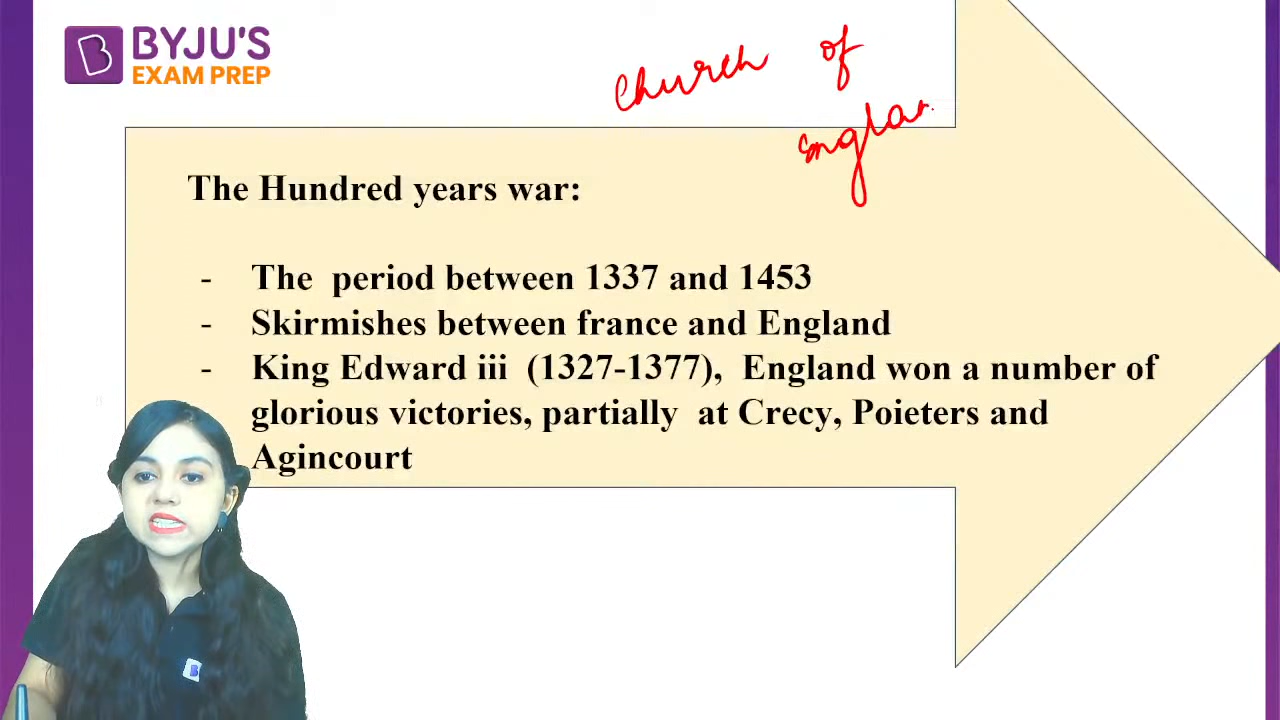 BYJU'S
EXAM PREP
Church of
Englan
The Hundred years war:
- The period between 1337 and 1453
- Skirmishes between france and England
- King Edward iii (1327-1377), England won a number of
glorious victories, partially at Crecy, Poieters and
Agincourt